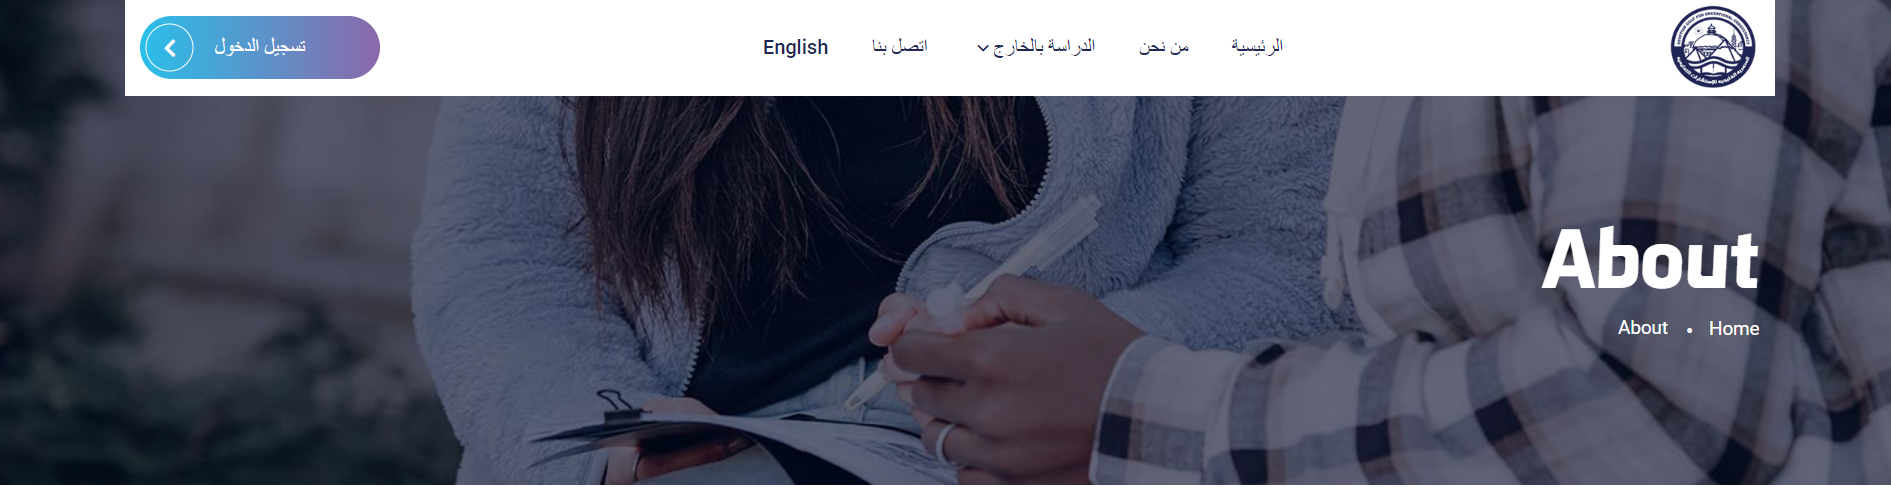 الرئيسية
من نحن
الدراسة بالخارج
اتصل بنا
English
تسجيل الدخول
About
Home • About